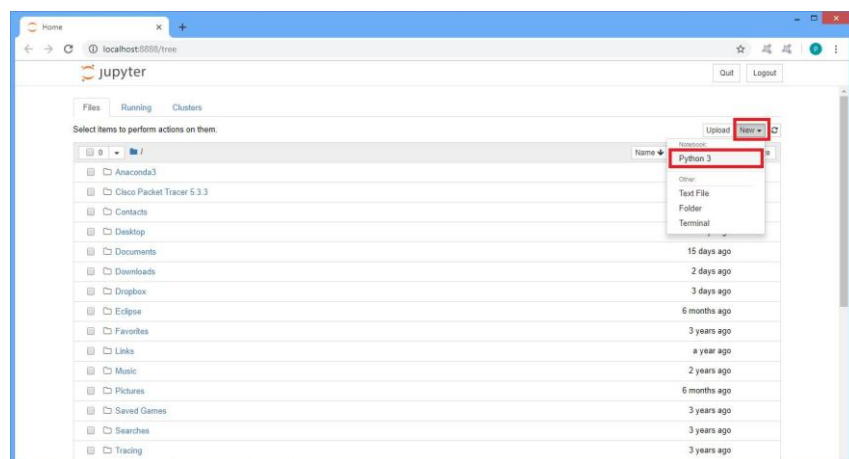 Home
localhost:8888/tree
jupyter
Quit Logout
Files Running Clusters
Select items to perform actions on them.
Upload New
0 /
Name
Notebook:
Python 3
Other:
Text File
Folder
Terminal
Anaconda3
Cisco Packet Tracer 5.3.3
Contacts
Desktop
Documents 15 days ago
Downloads 2 days ago
Dropbox 3 days ago
Eclipse 6 months ago
Favorites 3 years ago
Links a year ago
Music 2 years ago
Pictures 6 months ago
Saved Games 3 years ago
Searches 3 years ago
Tracing 3 years ago